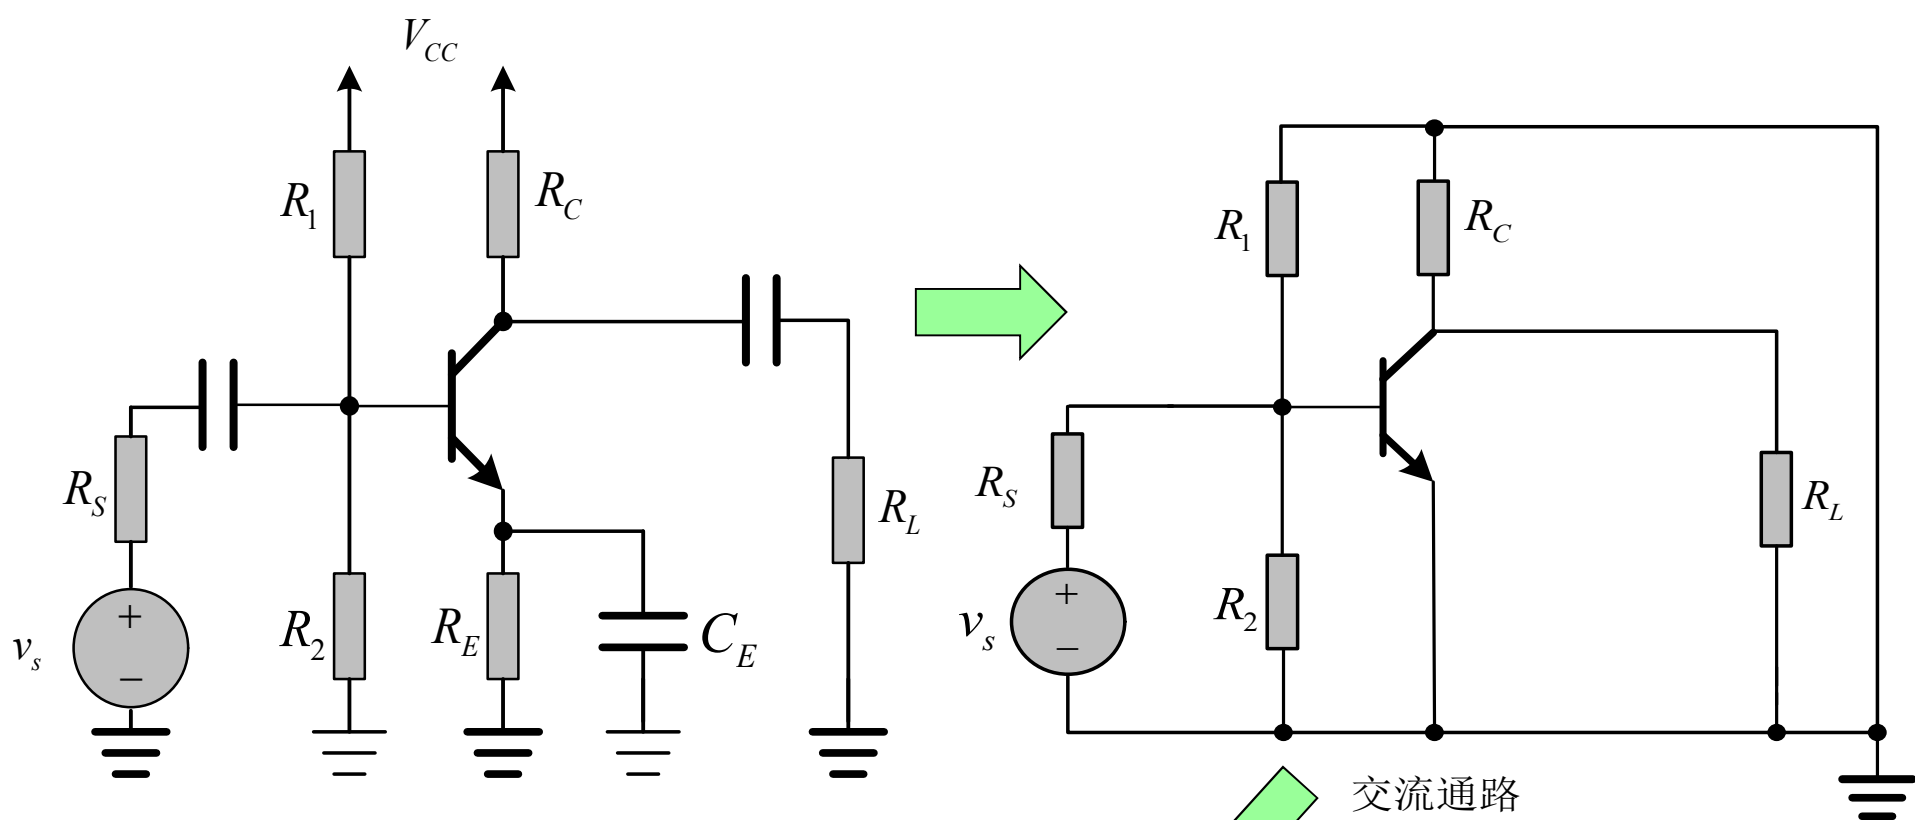 V_CC
R_1
R_C
R_S
+
−
v_s
R_2
R_E
C_E
R_L
R_1
R_C
R_S
+
−
v_s
R_2
R_L
交流通路